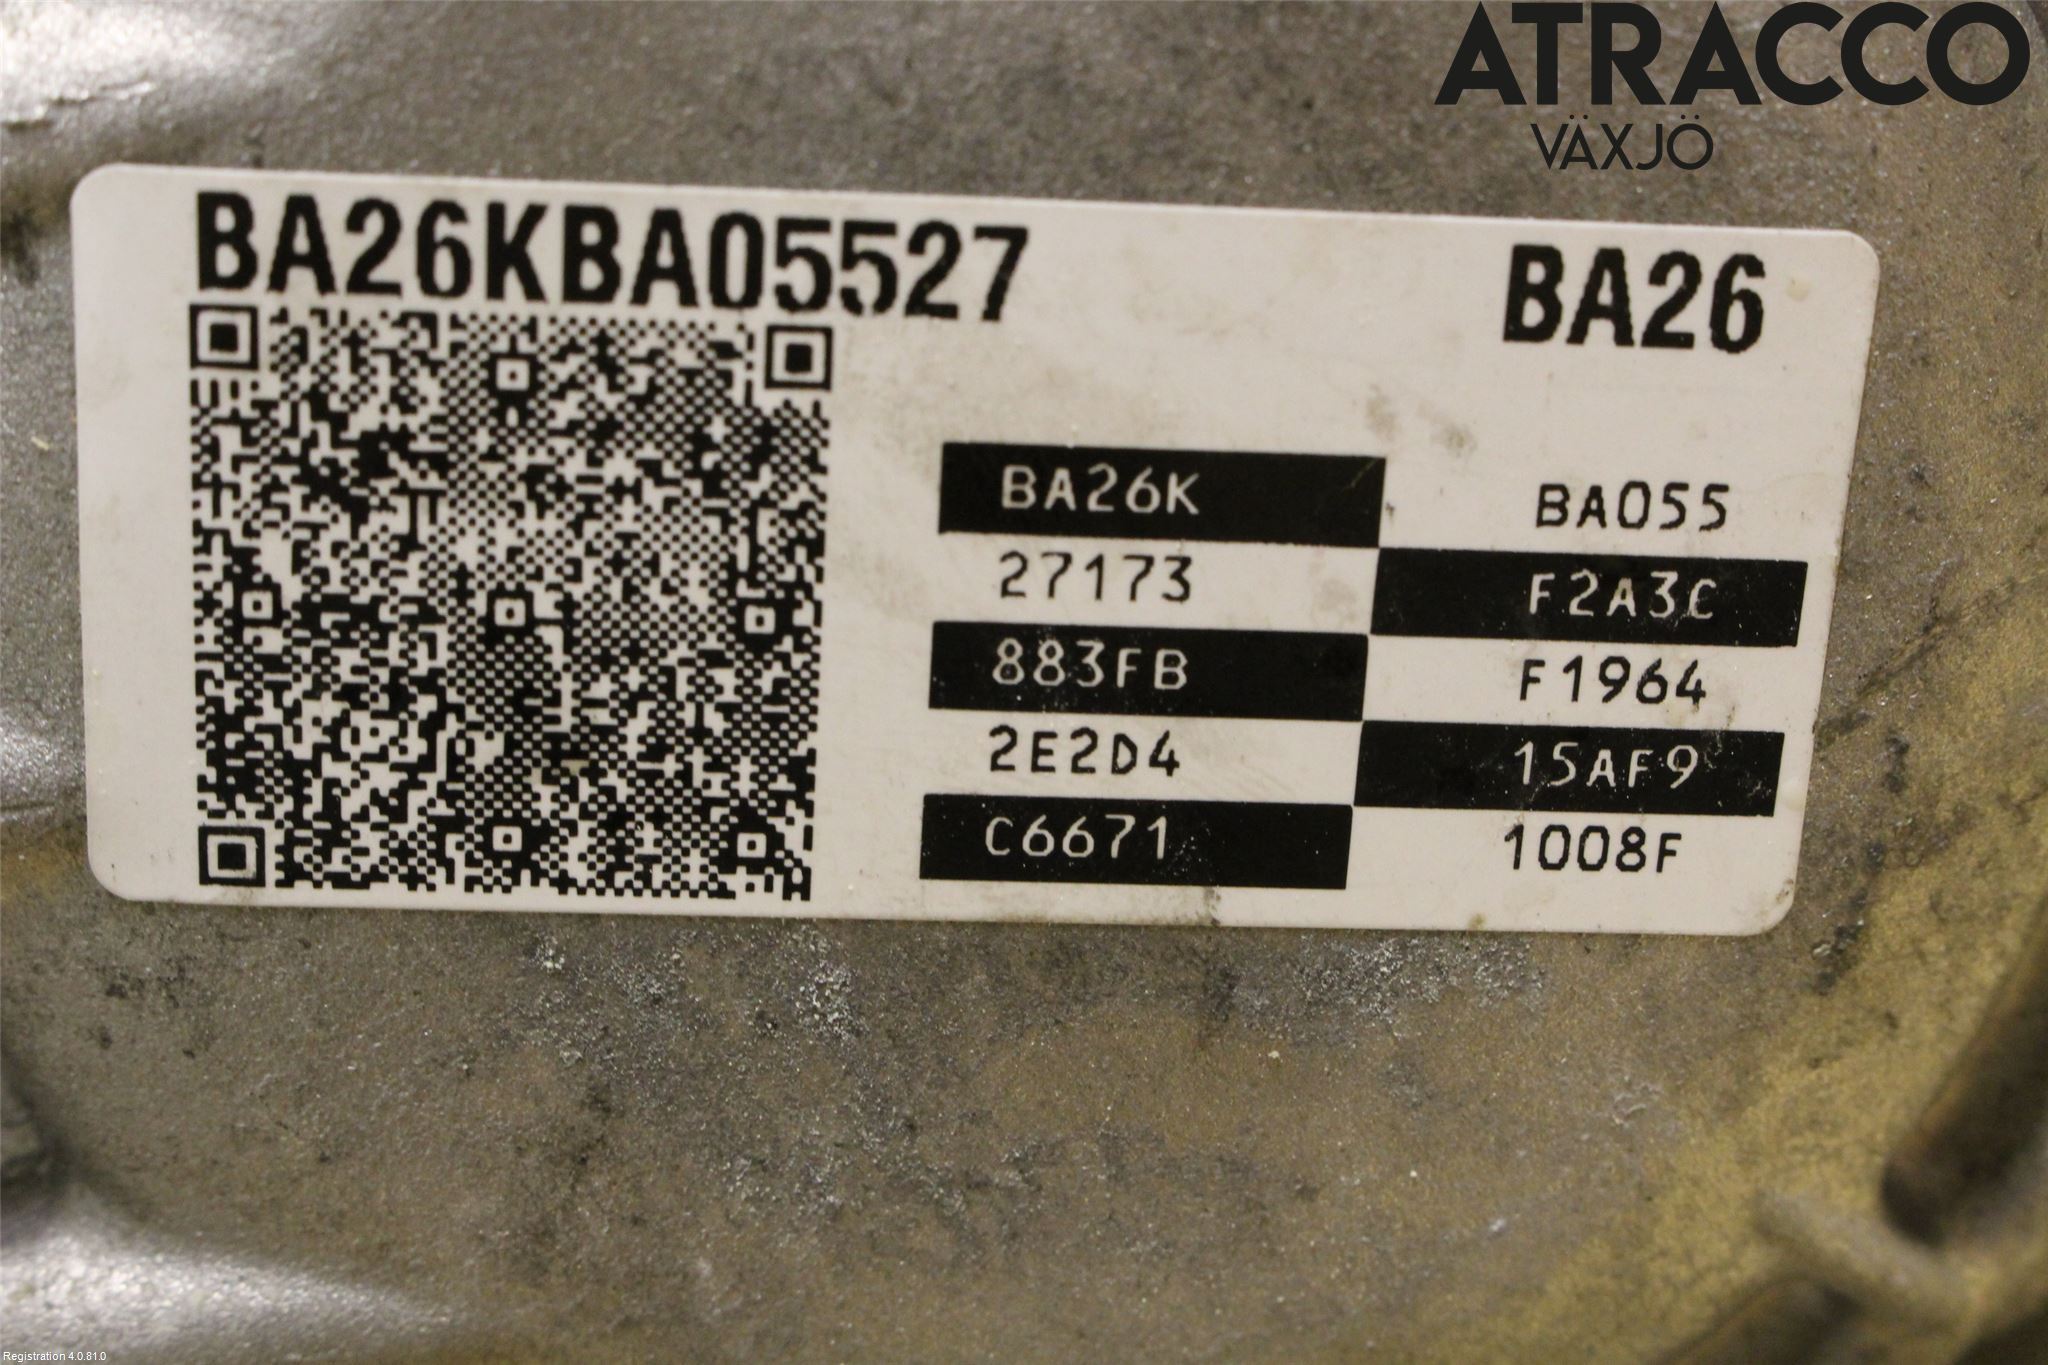 ATRACCO
VÄXJÖ
BA26KBA05527 BA26
BA26K BA055
27173 F2A3C
883FB F1964
2E2D4 15AF9
C6671 1008F
Registration 4.0.81.0